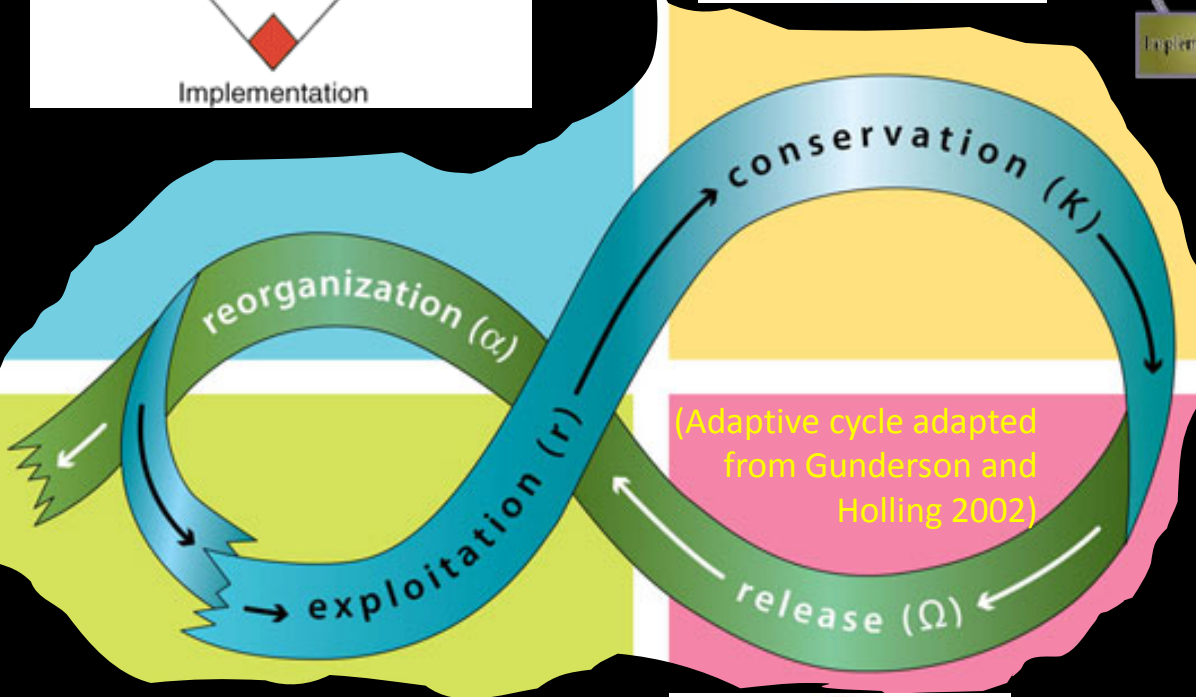 Implementation
conservation (K)
reorganization (α)
exploitation (r)
(Adaptive cycle adapted
from Gunderson and
Holling 2002)
release (Ω)